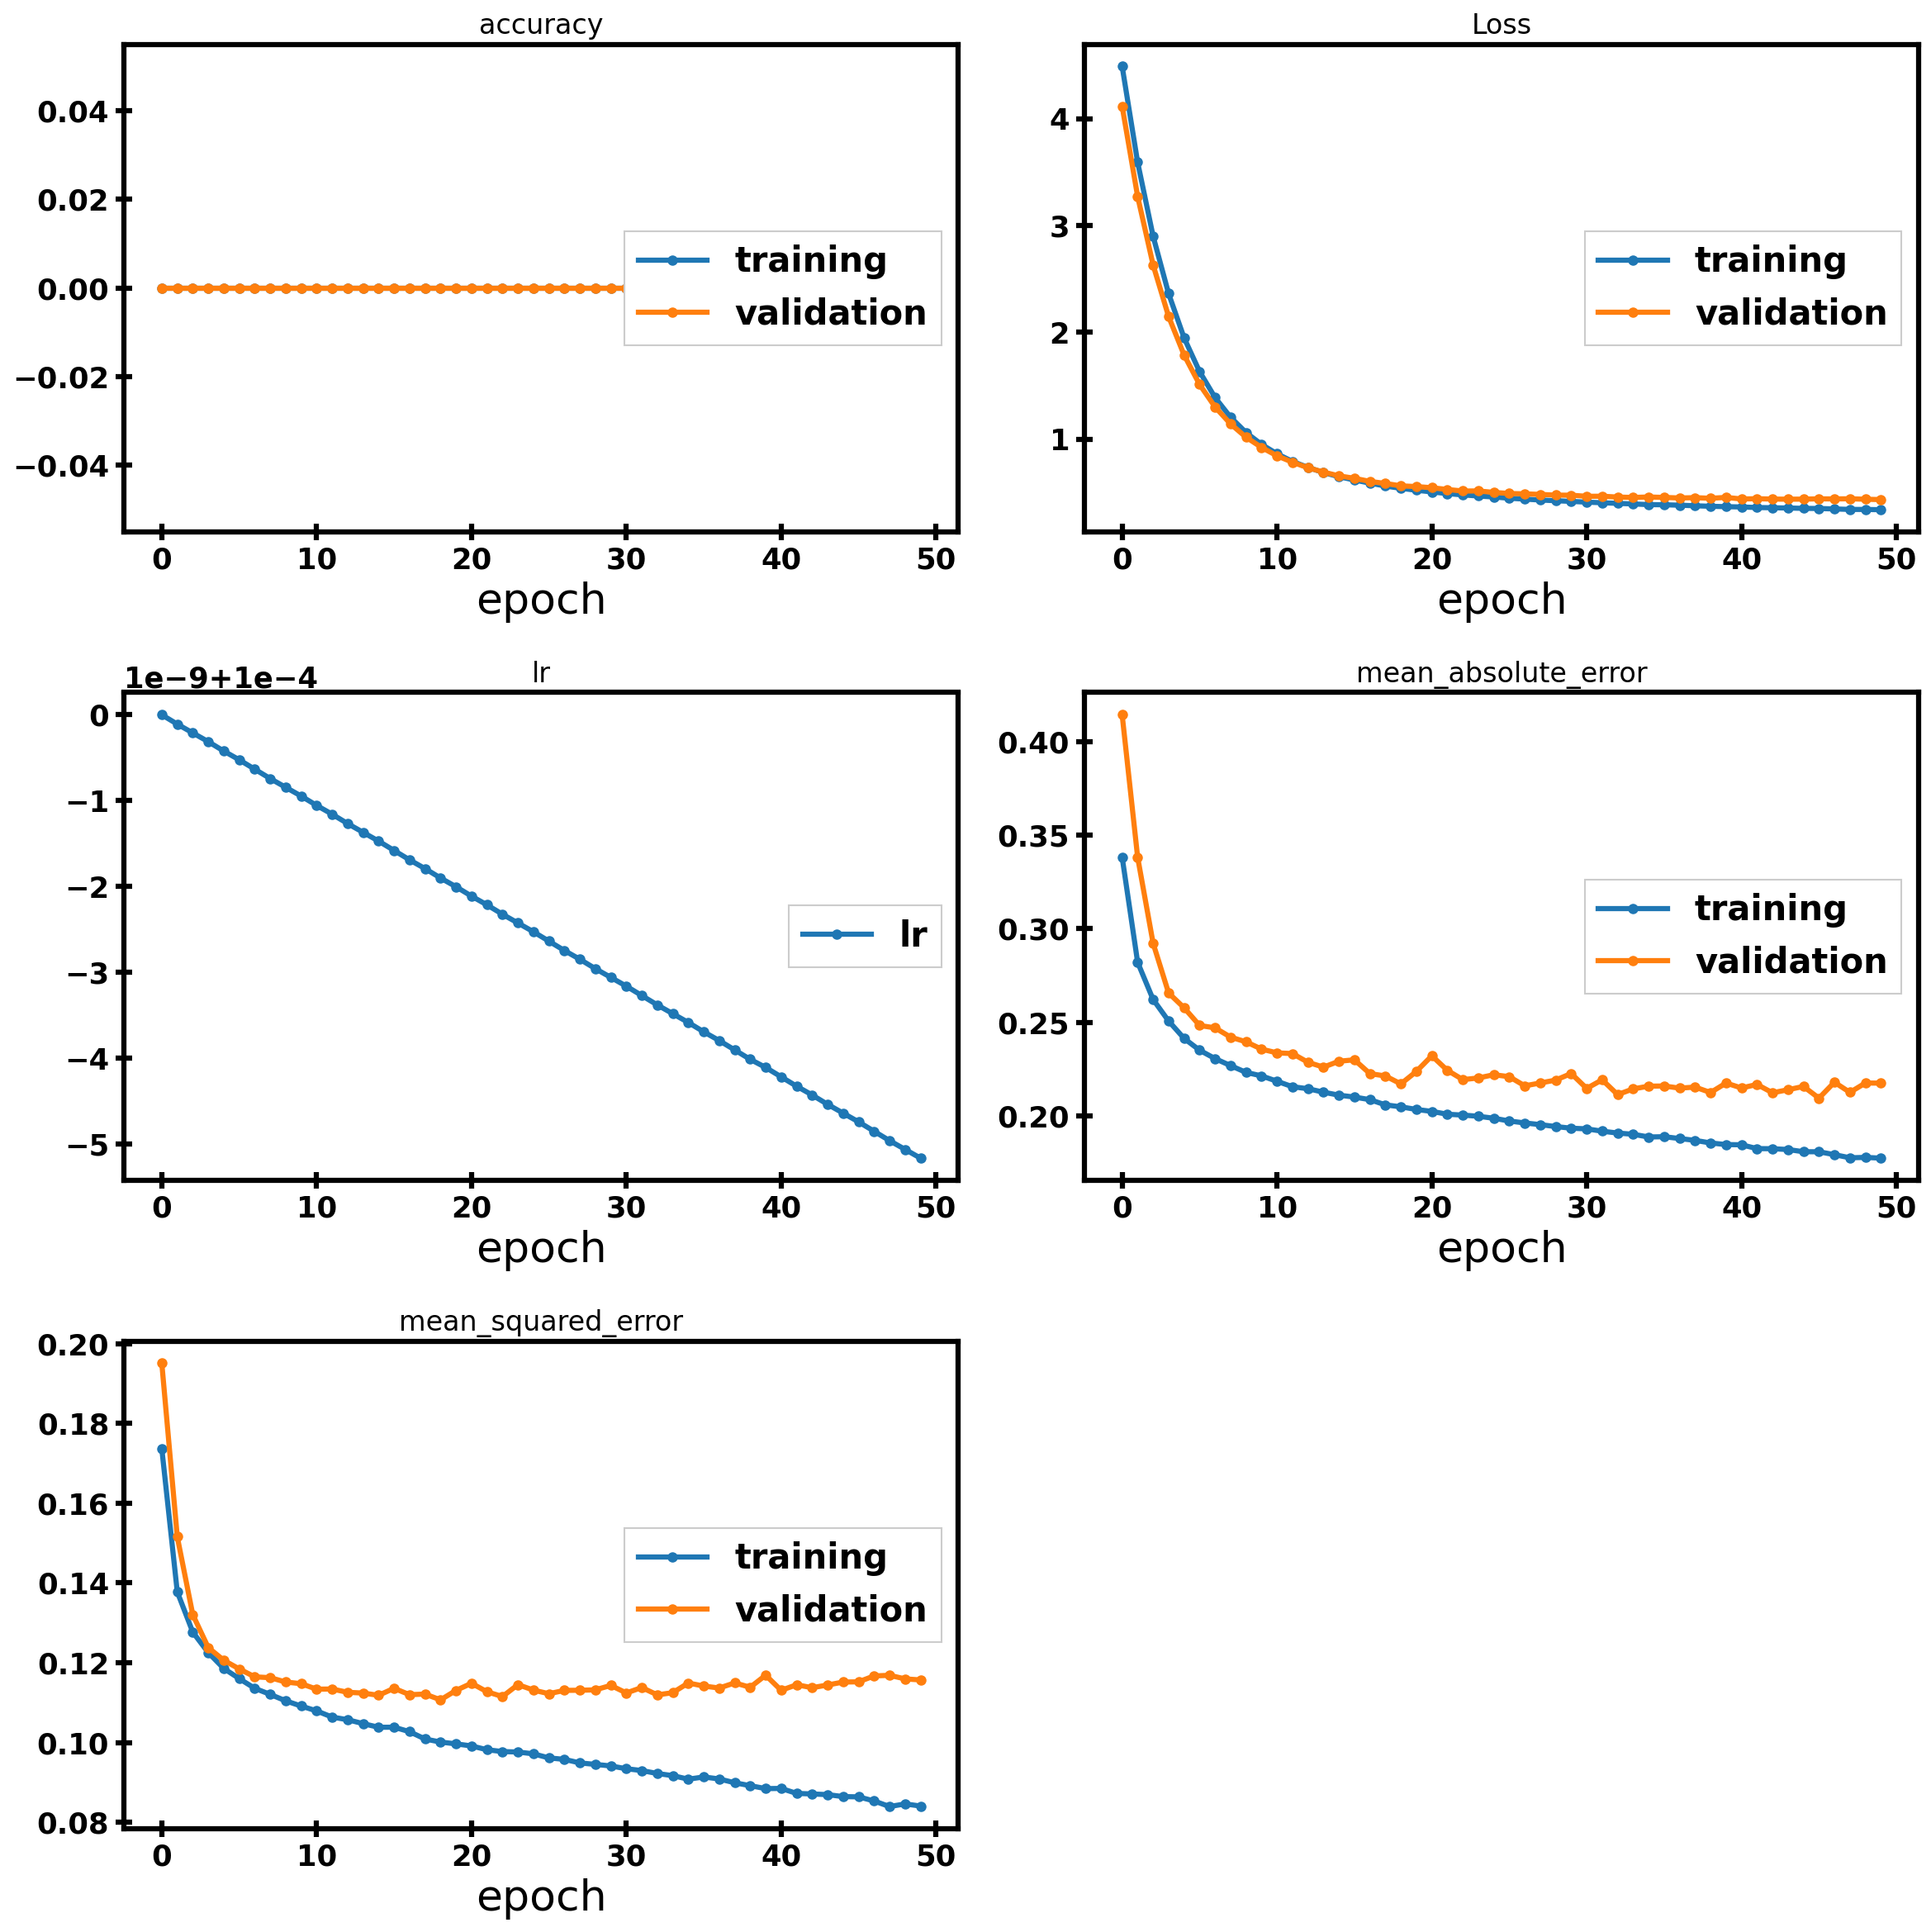 accuracy
0.04
0.02
0.00
−0.02
−0.04
training
validation
0 10 20 30 40 50
epoch
Loss
4
3
2
1
training
validation
0 10 20 30 40 50
epoch
lr
1e−9+1e−4
0
−1
−2
−3
−4
−5
lr
0 10 20 30 40 50
epoch
mean_absolute_error
0.40
0.35
0.30
0.25
0.20
training
validation
0 10 20 30 40 50
epoch
mean_squared_error
0.20
0.18
0.16
0.14
0.12
0.10
0.08
training
validation
0 10 20 30 40 50
epoch